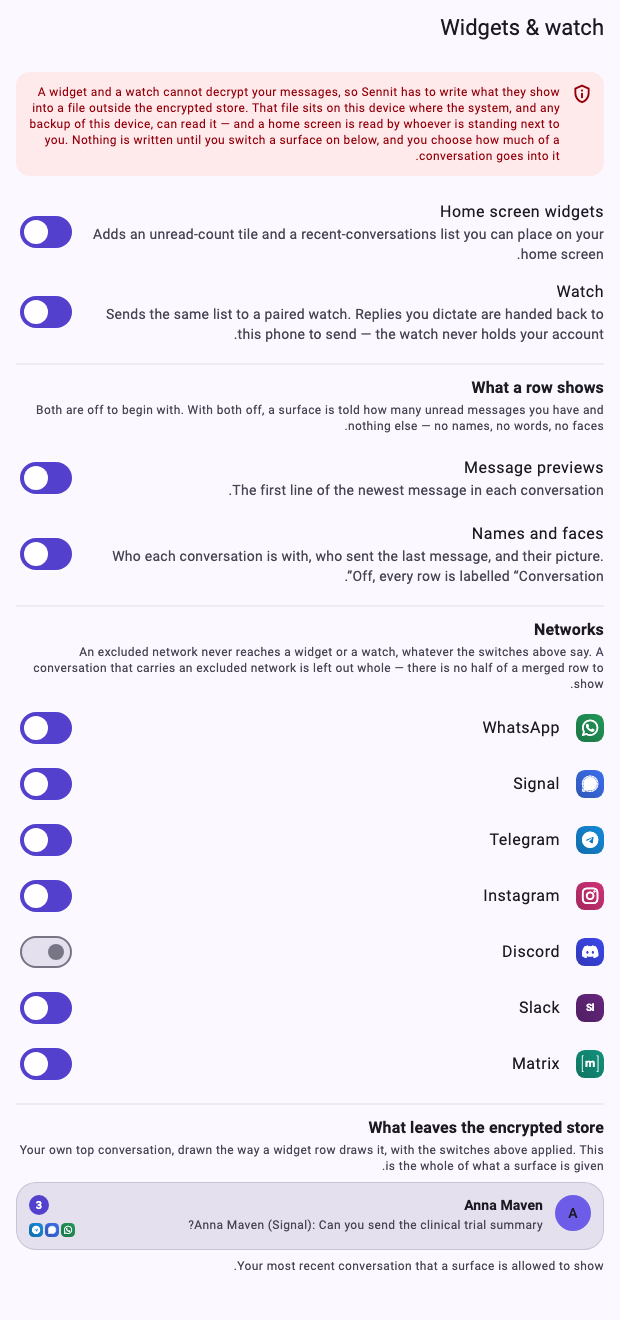 Widgets & watch
A widget and a watch cannot decrypt your messages, so Sennit has to write what they show
into a file outside the encrypted store. That file sits on this device where the system, and any
backup of this device, can read it — and a home screen is read by whoever is standing next to
you. Nothing is written until you switch a surface on below, and you choose how much of a
conversation goes into it.
Home screen widgets
Adds an unread-count tile and a recent-conversations list you can place on your
home screen.
Watch
Sends the same list to a paired watch. Replies you dictate are handed back to
this phone to send — the watch never holds your account.
What a row shows
Both are off to begin with. With both off, a surface is told how many unread messages you have and
nothing else — no names, no words, no faces.
Message previews
The first line of the newest message in each conversation.
Names and faces
Who each conversation is with, who sent the last message, and their picture.
Off, every row is labelled “Conversation”.
Networks
An excluded network never reaches a widget or a watch, whatever the switches above say. A
conversation that carries an excluded network is left out whole — there is no half of a merged row to
show.
WhatsApp
Signal
Telegram
Instagram
Discord
Slack
Sl
Matrix
[m]
What leaves the encrypted store
Your own top conversation, drawn the way a widget row draws it, with the switches above applied. This
is the whole of what a surface is given.
A
Anna Maven
3
Anna Maven (Signal): Can you send the clinical trial summary?
Your most recent conversation that a surface is allowed to show.